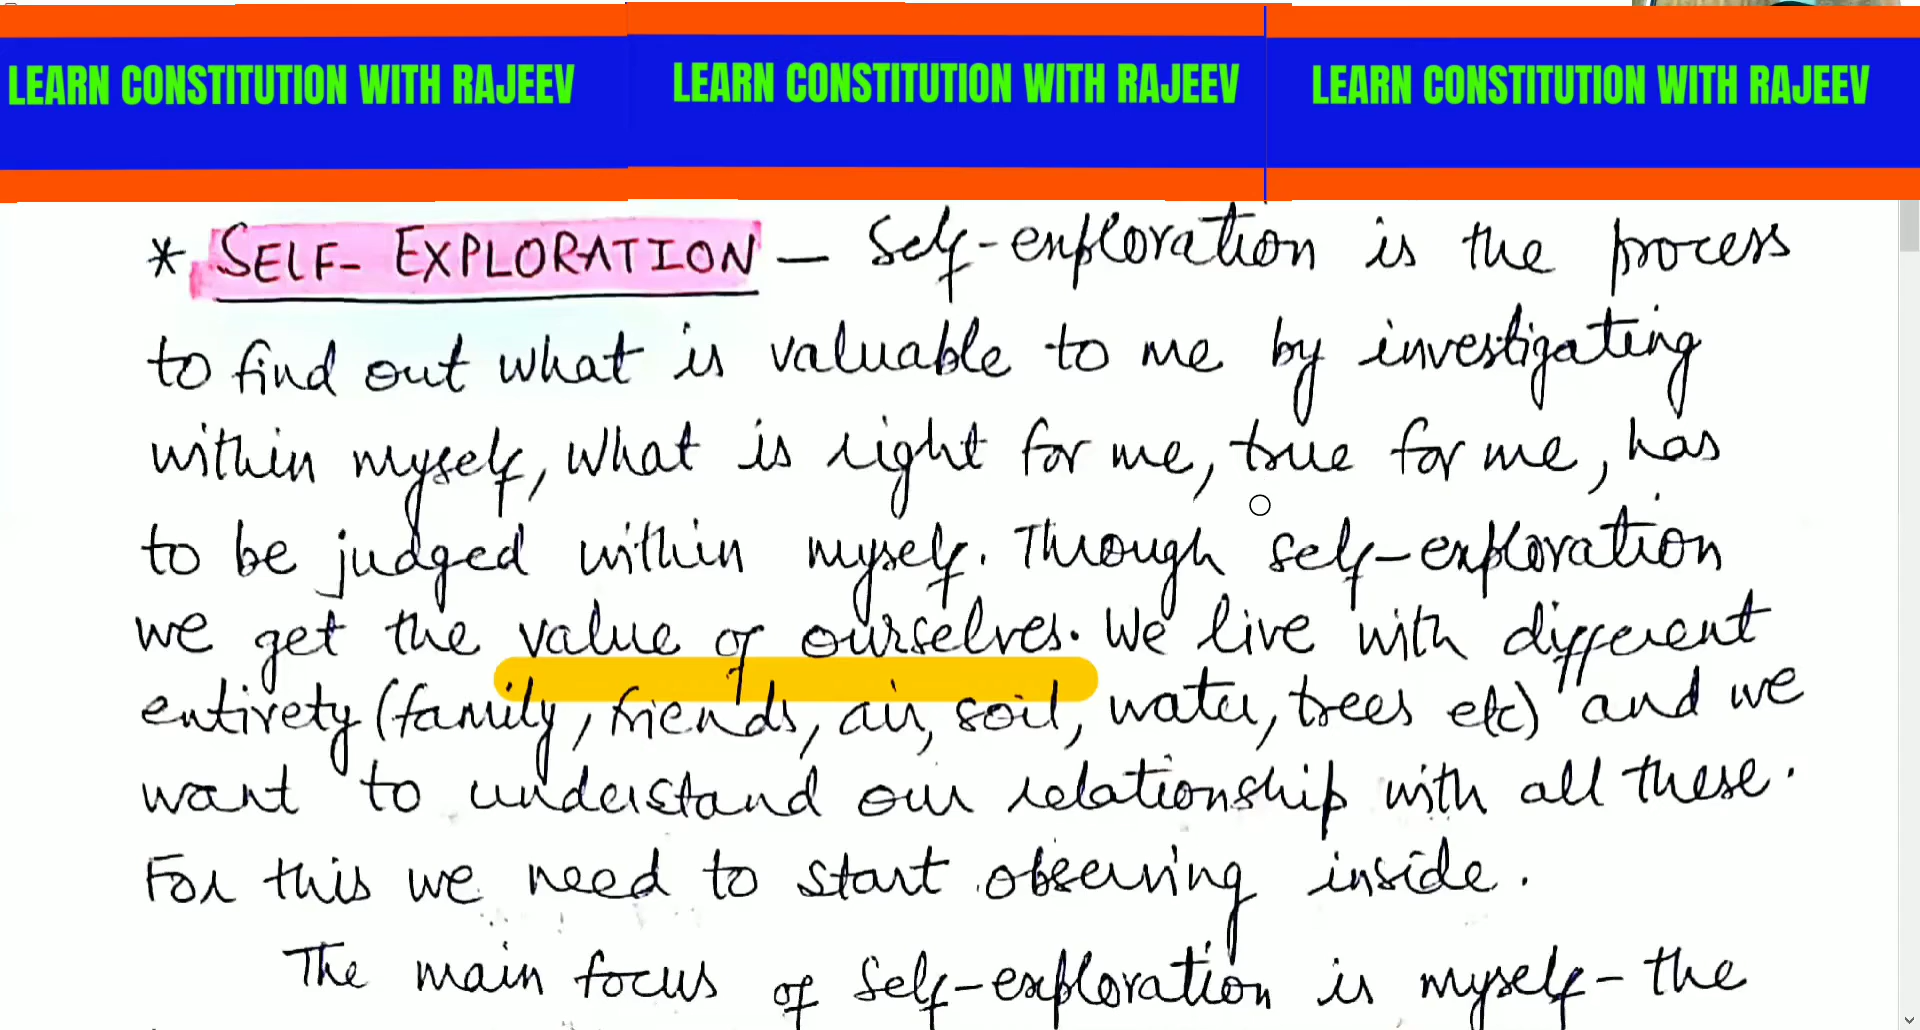 LEARN CONSTITUTION WITH RAJEEV LEARN CONSTITUTION WITH RAJEEV LEARN CONSTITUTION WITH RAJEEV
* SELF-EXPLORATION - Self-exploration is the process
to find out what is valuable to me by investigating
within myself, what is right for me, true for me, has
to be judged within myself. Through self-exploration
we get the value of ourselves. We live with different
entirety (family, friends, air, soil, water, trees etc) and we
want to understand our relationship with all these.
For this we need to start observing inside.
The main focus of self-exploration is myself - the